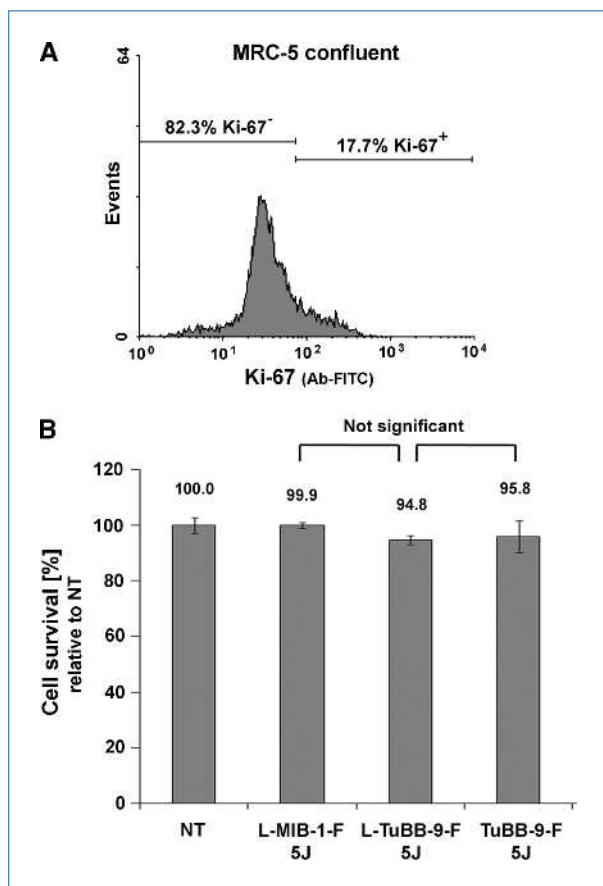 A
MRC-5 confluent
64
82.3% Ki-67⁻
17.7% Ki-67⁺
Events
0
10⁰ 10¹ 10² 10³ 10⁴
Ki-67 (Ab-FITC)
B
Not significant
120
100
80
60
40
20
0
100.0
99.9
94.8
95.8
Cell survival [%]
relative to NT
NT L-MIB-1-F L-TuBB-9-F TuBB-9-F
5J 5J 5J